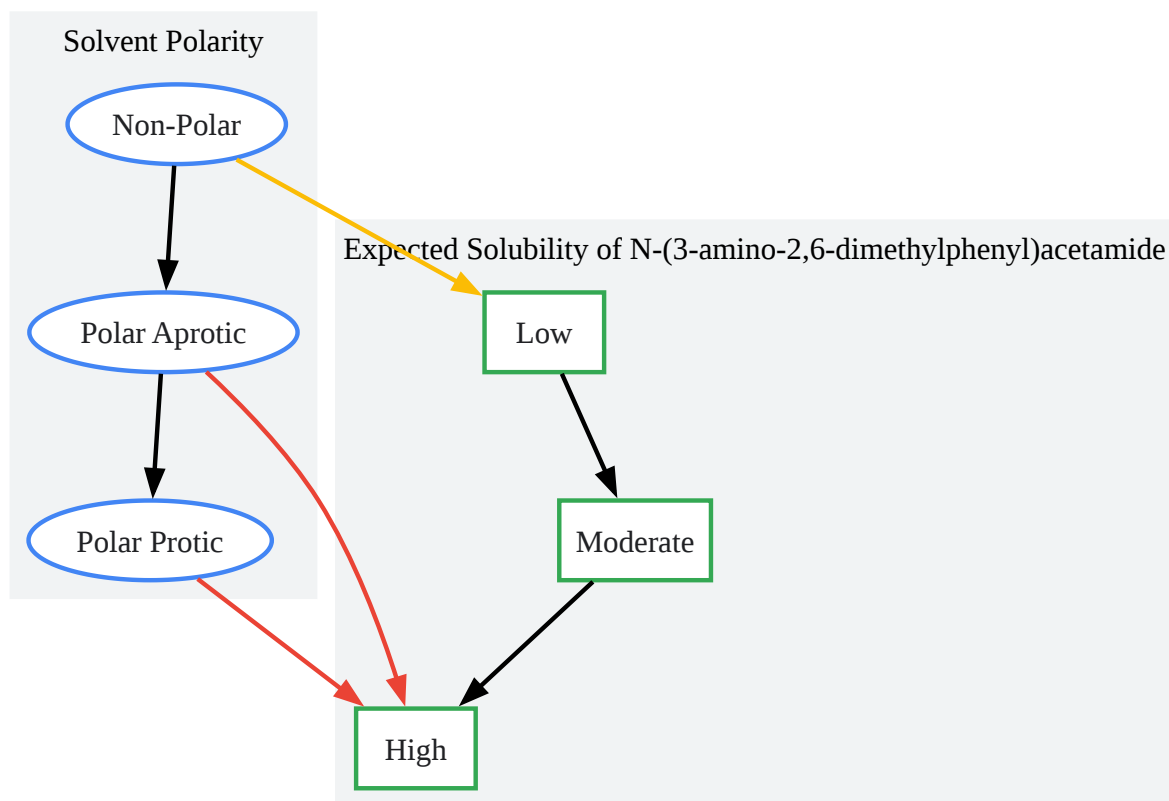 Solvent Polarity
Non-Polar
Polar Aprotic
Polar Protic
Expected Solubility of N-(3-amino-2,6-dimethylphenyl)acetamide
Low
Moderate
High